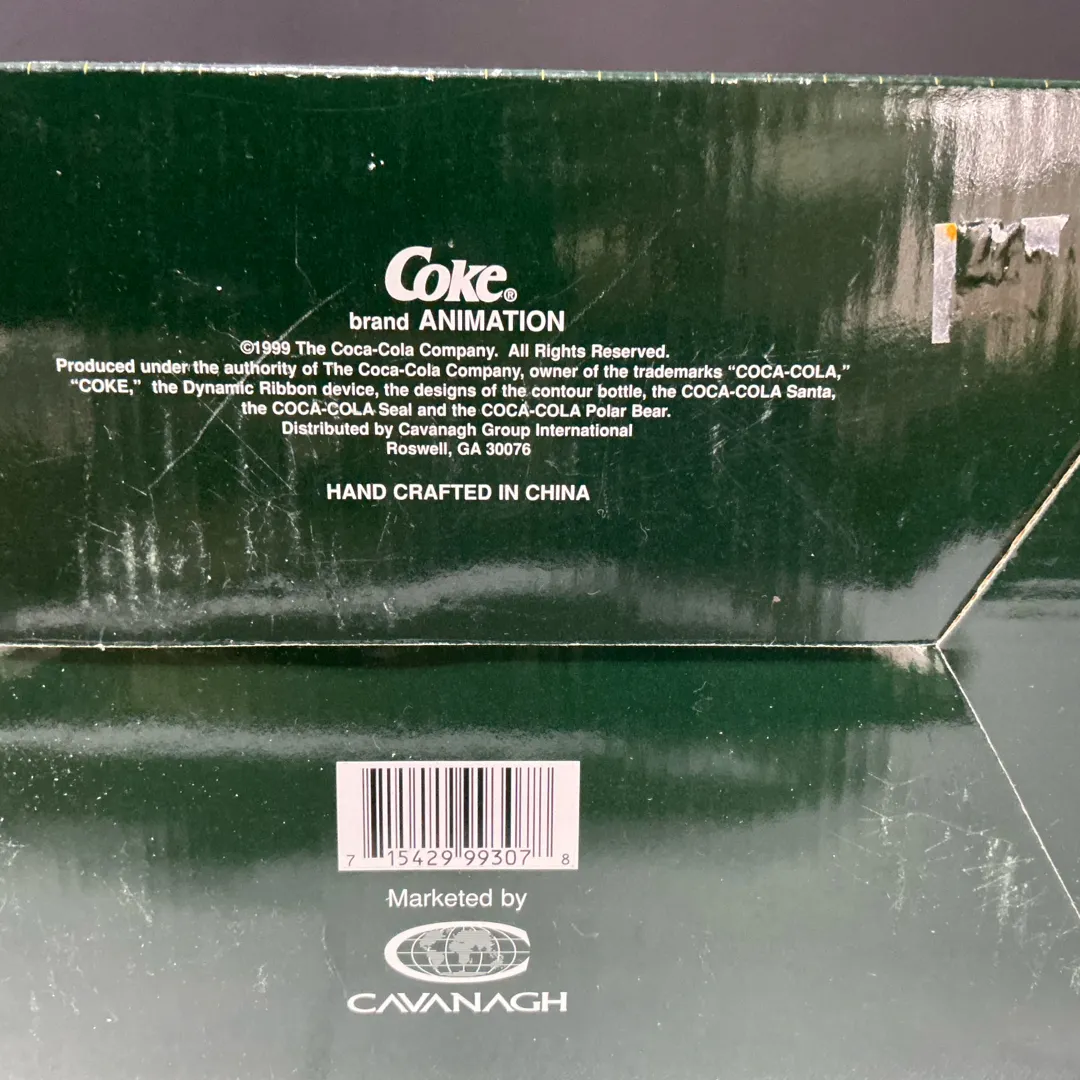 Coke®
brand ANIMATION
©1999 The Coca-Cola Company. All Rights Reserved.
Produced under the authority of The Coca-Cola Company, owner of the trademarks “COCA-COLA,”
“COKE,” the Dynamic Ribbon device, the designs of the contour bottle, the COCA-COLA Santa,
the COCA-COLA Seal and the COCA-COLA Polar Bear.
Distributed by Cavanagh Group International
Roswell, GA 30076
HAND CRAFTED IN CHINA
7 15429 99307 8
Marketed by
CAVANAGH